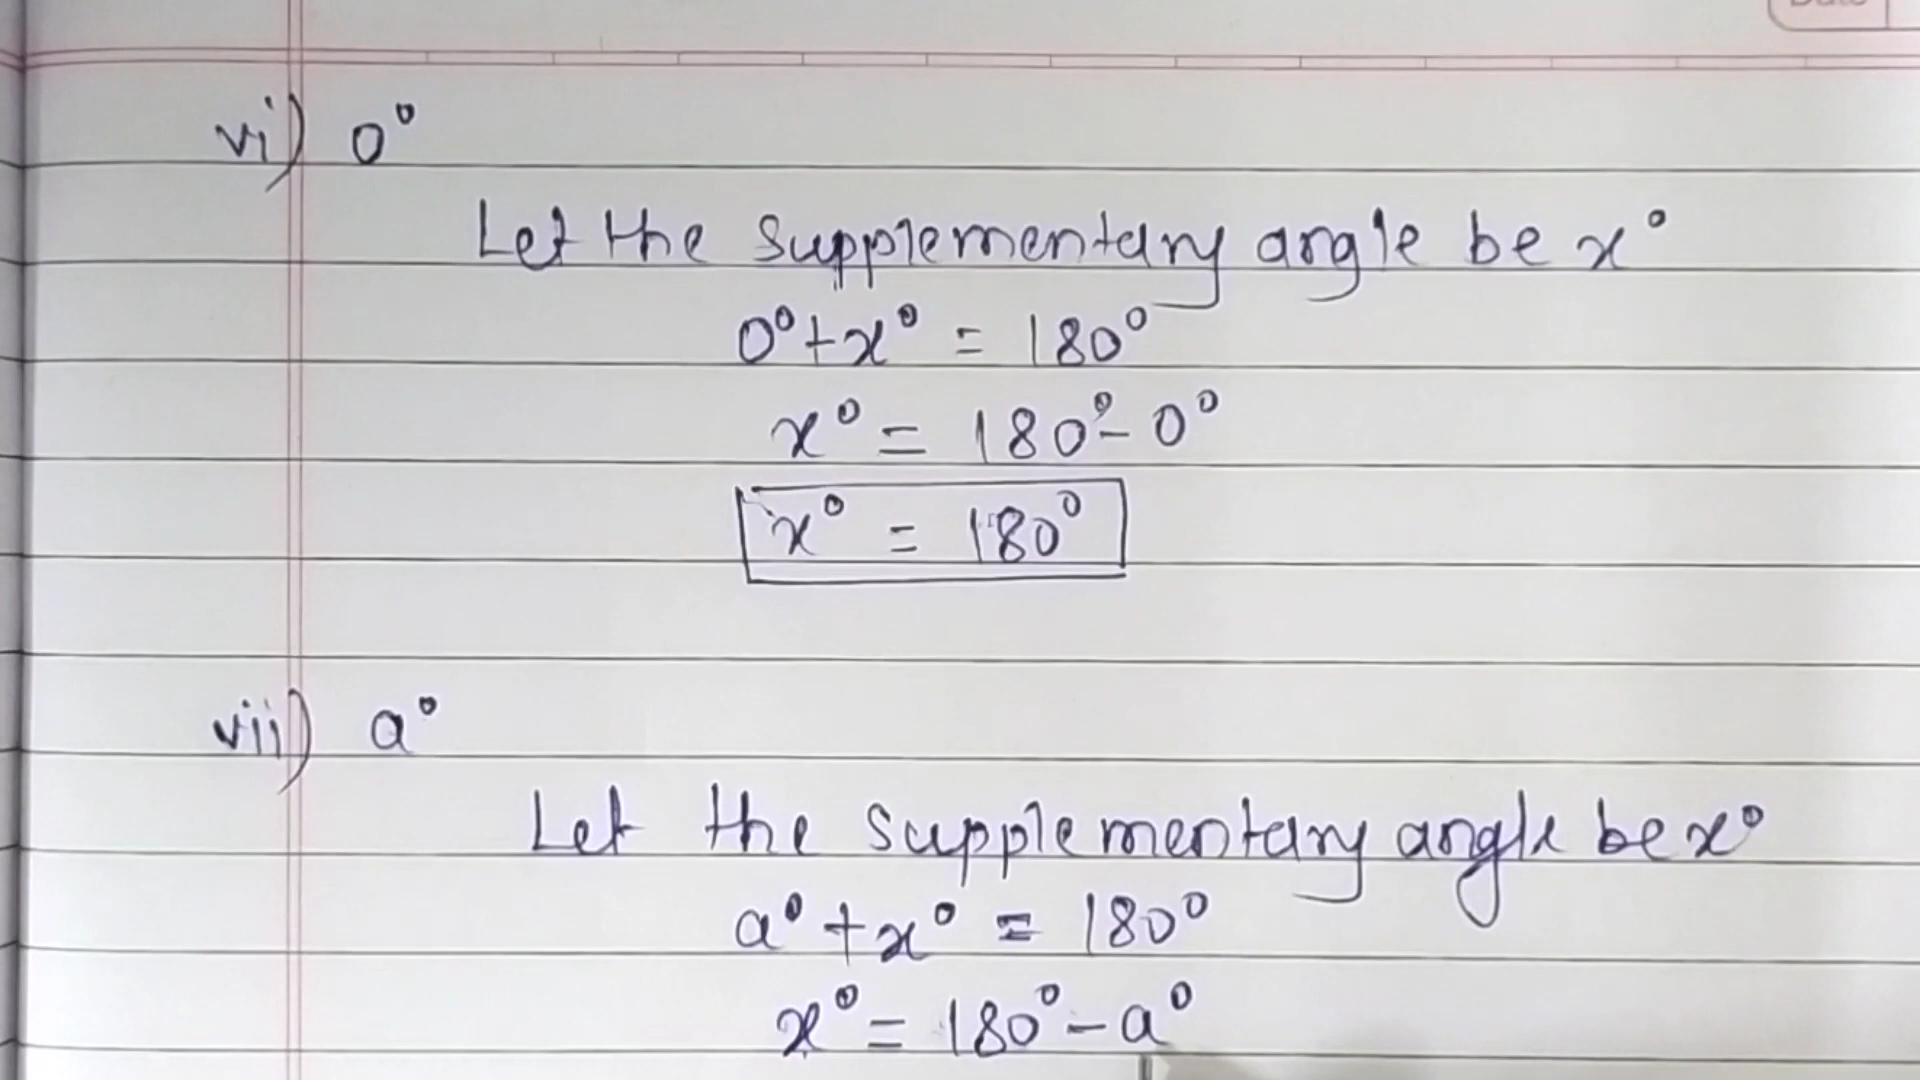 Date
vi) 0°
Let the supplementary angle be x°
0° + x° = 180°
x° = 180° - 0°
x° = 180°
vii) a°
Let the supplementary angle be x°
a° + x° = 180°
x° = 180° - a°